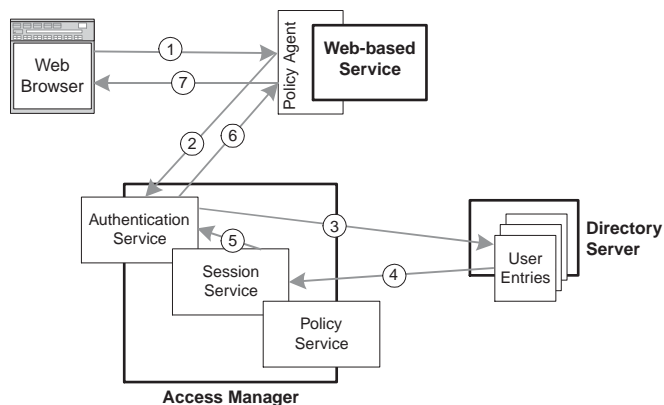 Web
Browser
1
7
Policy Agent
Web-based
Service
2
6
Authentication
Service
3
5
Session
Service
4
Policy
Service
User
Entries
Directory
Server
Access Manager